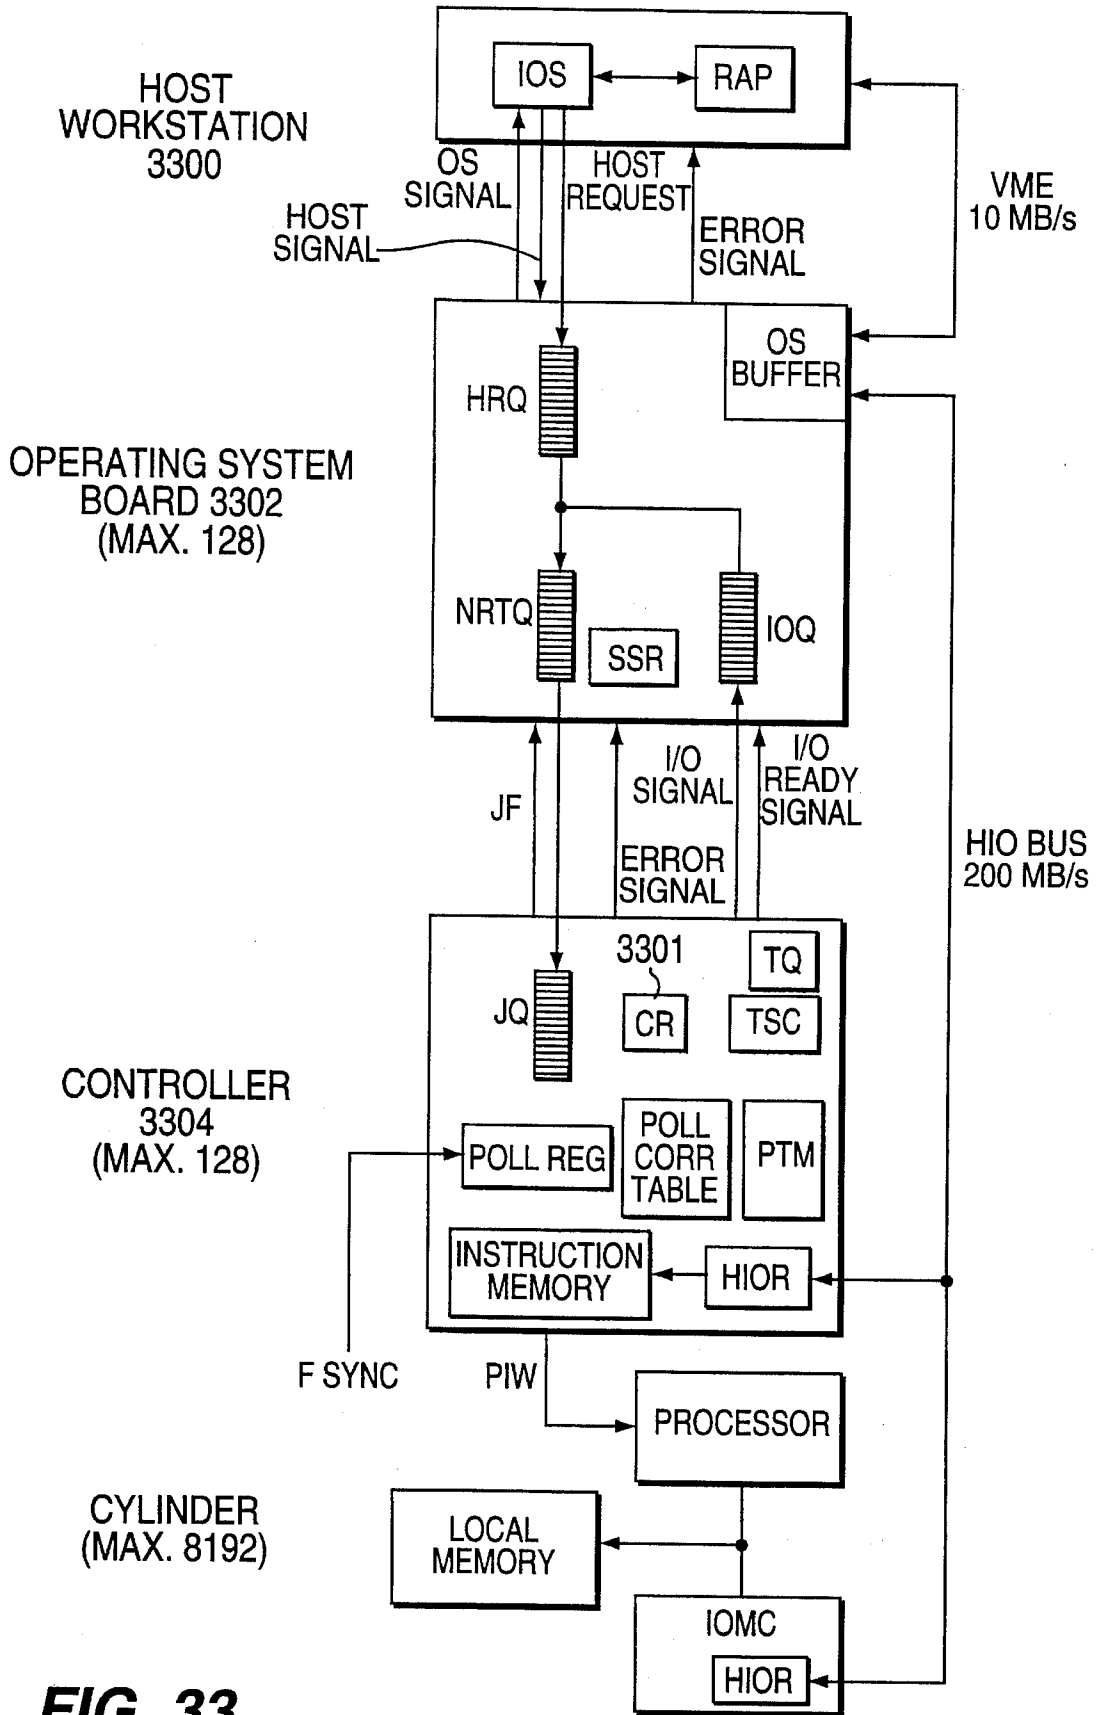 IOS
RAP
HOST
WORKSTATION
3300
OS
SIGNAL
HOST
REQUEST
HOST
SIGNAL
ERROR
SIGNAL
VME
10 MB/s
OS
BUFFER
HRQ
OPERATING SYSTEM
BOARD 3302
(MAX. 128)
NRTQ
SSR
IOQ
JF
I/O
SIGNAL
I/O
READY
SIGNAL
ERROR
SIGNAL
HIO BUS
200 MB/s
3301
TQ
JQ
CR
TSC
CONTROLLER
3304
(MAX. 128)
POLL REG
POLL
CORR
TABLE
PTM
INSTRUCTION
MEMORY
HIOR
F SYNC
PIW
PROCESSOR
CYLINDER
(MAX. 8192)
LOCAL
MEMORY
IOMC
HIOR
FIG. 33